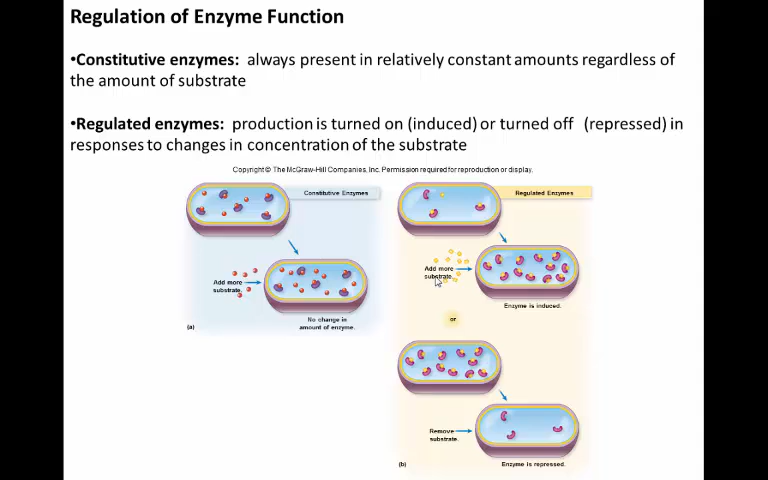 Regulation of Enzyme Function
•Constitutive enzymes: always present in relatively constant amounts regardless of
the amount of substrate
•Regulated enzymes: production is turned on (induced) or turned off (repressed) in
responses to changes in concentration of the substrate
Copyright © The McGraw-Hill Companies, Inc. Permission required for reproduction or display.
Constitutive Enzymes
Add more
substrate.
No change in
amount of enzyme.
(a)
Regulated Enzymes
Add more
substrate.
Enzyme is induced.
or
Remove
substrate.
Enzyme is repressed.
(b)